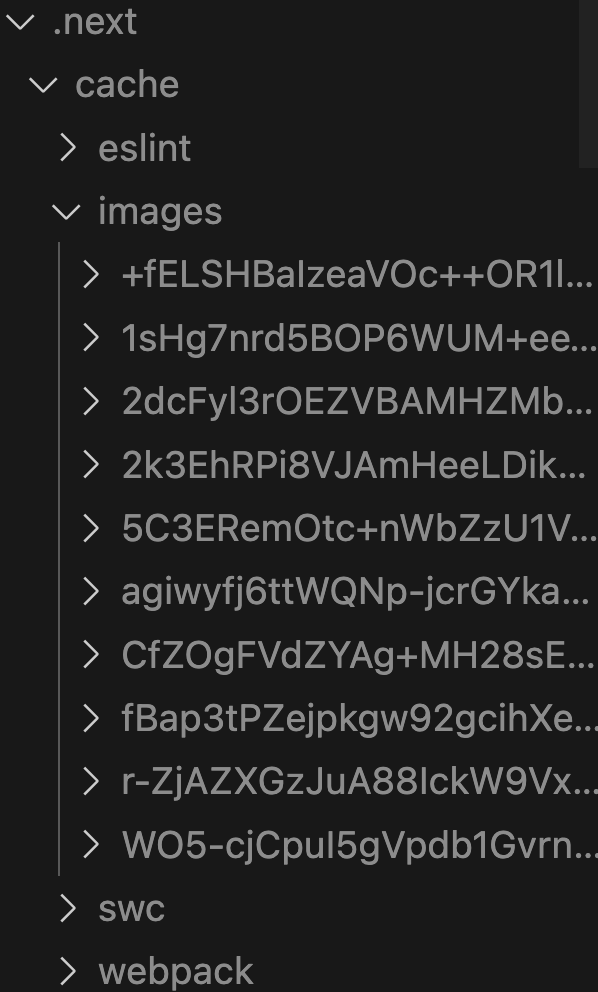 .next
cache
eslint
images
+fELSHBaIzeaVOc++OR1l...
1sHg7nrd5BOP6WUM+ee...
2dcFyl3rOEZVBAMHZMb...
2k3EhRPi8VJAmHeeLDik...
5C3ERemOtc+nWbZzU1V...
agiwyfj6ttWQNp-jcrGYka...
CfZOgFVdZYAg+MH28sE...
fBap3tPZejpkgw92gcihXe...
r-ZjAZXGzJuA88IckW9Vx...
WO5-cjCpuI5gVpdb1Gvrn...
swc
webpack